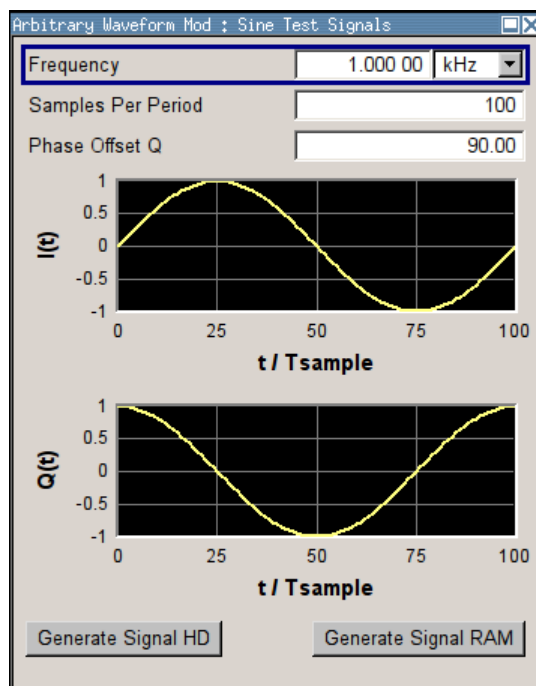 Arbitrary Waveform Mod : Sine Test Signals
Frequency 1.000 00 kHz
Samples Per Period 100
Phase Offset Q 90.00
I(t)
1
0.5
0
-0.5
-1
0 25 50 75 100
t / Tsample
Q(t)
1
0.5
0
-0.5
-1
0 25 50 75 100
t / Tsample
Generate Signal HD Generate Signal RAM